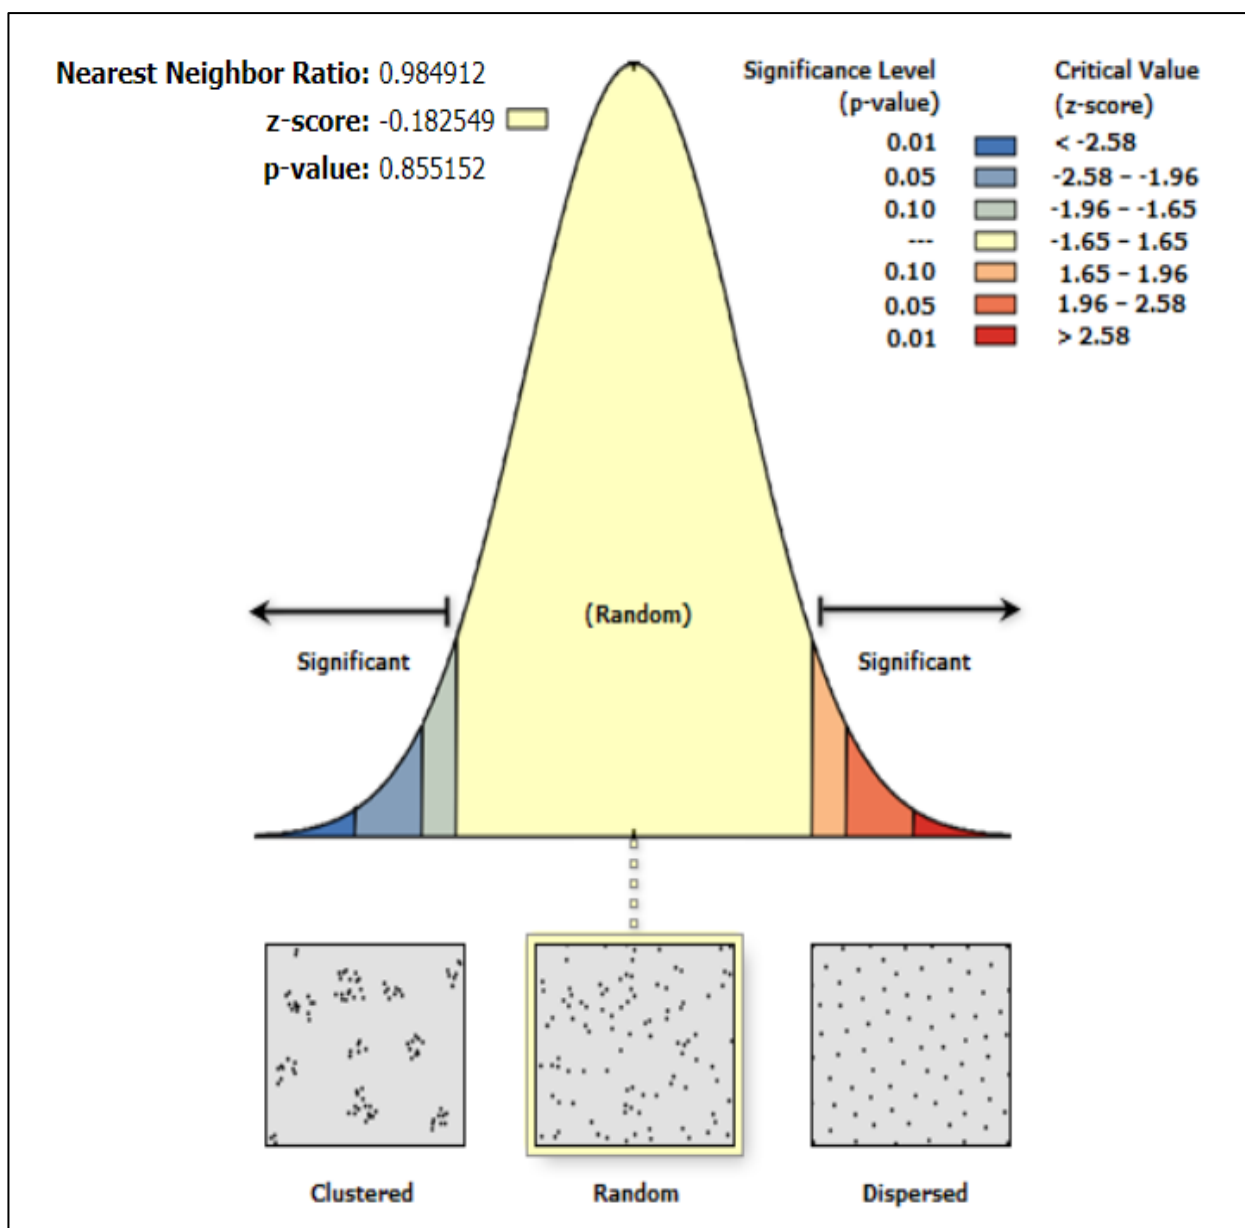 Nearest Neighbor Ratio: 0.984912
z-score: -0.182549
p-value: 0.855152
Significance Level (p-value)
Critical Value (z-score)
0.01 < -2.58
0.05 -2.58 – -1.96
0.10 -1.96 – -1.65
--- -1.65 – 1.65
0.10 1.65 – 1.96
0.05 1.96 – 2.58
0.01 > 2.58
(Random)
Significant
Significant
Clustered
Random
Dispersed